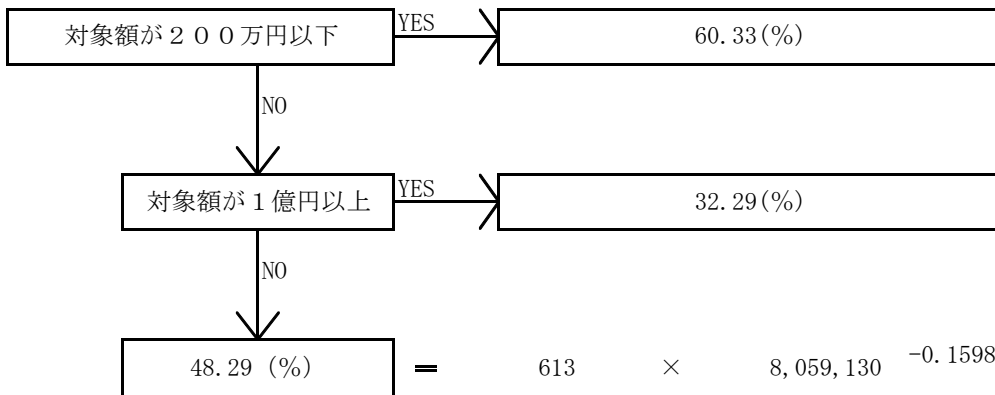 対象額が２００万円以下 YES 60.33(%)
NO
対象額が１億円以上 YES 32.29(%)
NO
48.29 (%) = 613 × 8,059,130 -0.1598